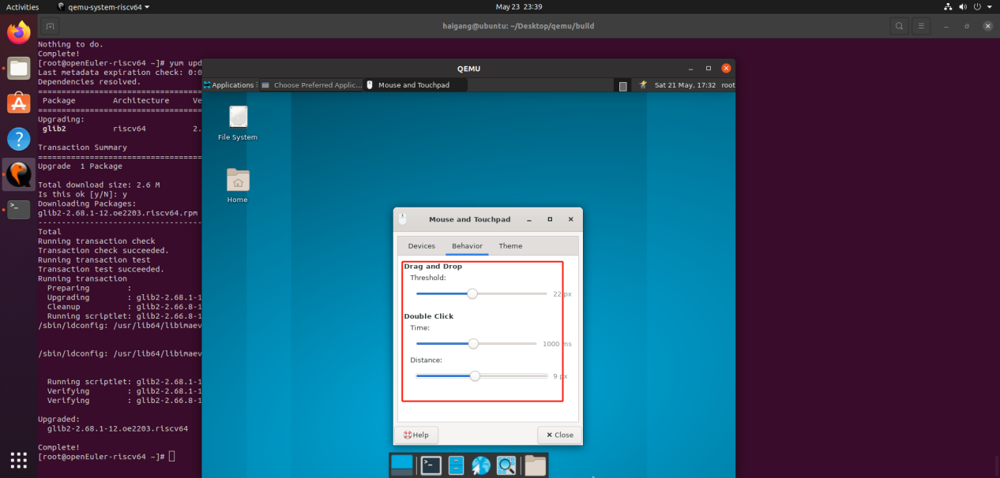 Activities
qemu-system-riscv64
May 23 23:39
haigang@ubuntu: ~/Desktop/qemu/build
Nothing to do.
Complete!
[root@openEuler-riscv64 ~]# yum upd
Last metadata expiration check: 0:0
Dependencies resolved.
================================
Package Architecture Ve
================================
Upgrading:
glib2 riscv64 2.
Transaction Summary
================================
Upgrade 1 Package
Total download size: 2.6 M
Is this ok [y/N]: y
Downloading Packages:
glib2-2.68.1-12.oe2203.riscv64.rpm
--------------------------------
Total
Running transaction check
Transaction check succeeded.
Running transaction test
Transaction test succeeded.
Running transaction
Preparing :
Upgrading : glib2-2.68.1-1
Cleanup : glib2-2.66.8-1
Running scriptlet: glib2-2.66.8-1
/sbin/ldconfig: /usr/lib64/libimaev
/sbin/ldconfig: /usr/lib64/libimaev
Running scriptlet: glib2-2.68.1-1
Verifying : glib2-2.68.1-1
Verifying : glib2-2.66.8-1
Upgraded:
glib2-2.68.1-12.oe2203.riscv64
Complete!
[root@openEuler-riscv64 ~]#
QEMU
Applications
Choose Preferred Applic...
Mouse and Touchpad
Sat 21 May, 17:32
root
File System
Home
Mouse and Touchpad
Devices
Behavior
Theme
Drag and Drop
Threshold:
22 px
Double Click
Time:
1000 ms
Distance:
9 px
Help
Close